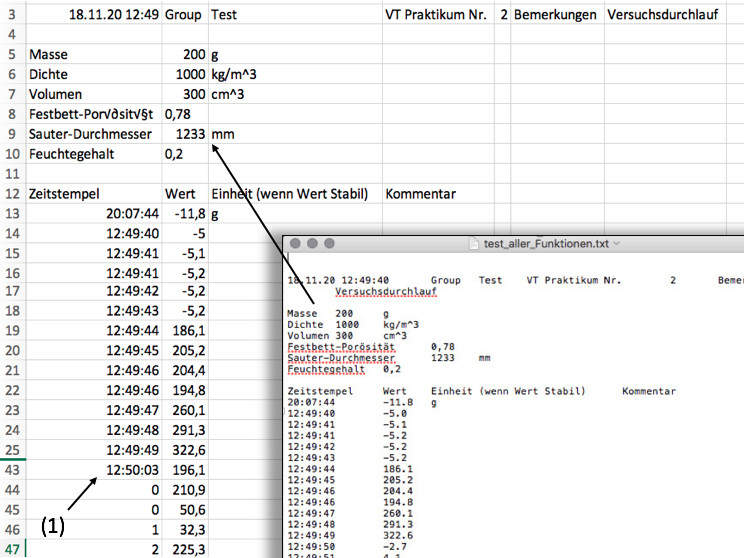 3 18.11.20 12:49 Group Test VT Praktikum Nr. 2 Bemerkungen Versuchsdurchlauf
4
5 Masse 200 g
6 Dichte 1000 kg/m^3
7 Volumen 300 cm^3
8 Festbett-Por√∂sit√§t 0,78
9 Sauter-Durchmesser 1233 mm
10 Feuchtegehalt 0,2
11
12 Zeitstempel Wert Einheit (wenn Wert Stabil) Kommentar
13 20:07:44 -11,8 g
14 12:49:40 -5
15 12:49:41 -5,1
16 12:49:41 -5,2
17 12:49:42 -5,2
18 12:49:43 -5,2
19 12:49:44 186,1
20 12:49:45 205,2
21 12:49:46 204,4
22 12:49:46 194,8
23 12:49:47 260,1
24 12:49:48 291,3
25 12:49:49 322,6
43 12:50:03 196,1
44 0 210,9
45 0 50,6
46 1 32,3
47 2 225,3
(1)
test_aller_Funktionen.txt
18.11.20 12:49:40 Group Test VT Praktikum Nr. 2 Bemer
Versuchsdurchlauf
Masse 200 g
Dichte 1000 kg/m^3
Volumen 300 cm^3
Festbett-Porösität 0,78
Sauter-Durchmesser 1233 mm
Feuchtegehalt 0,2
Zeitstempel Wert Einheit (wenn Wert Stabil) Kommentar
20:07:44 -11.8 g
12:49:40 -5.0
12:49:41 -5.1
12:49:41 -5.2
12:49:42 -5.2
12:49:43 -5.2
12:49:44 186.1
12:49:45 205.2
12:49:46 204.4
12:49:46 194.8
12:49:47 260.1
12:49:48 291.3
12:49:49 322.6
12:49:50 -2.7
12:49:51 4.1